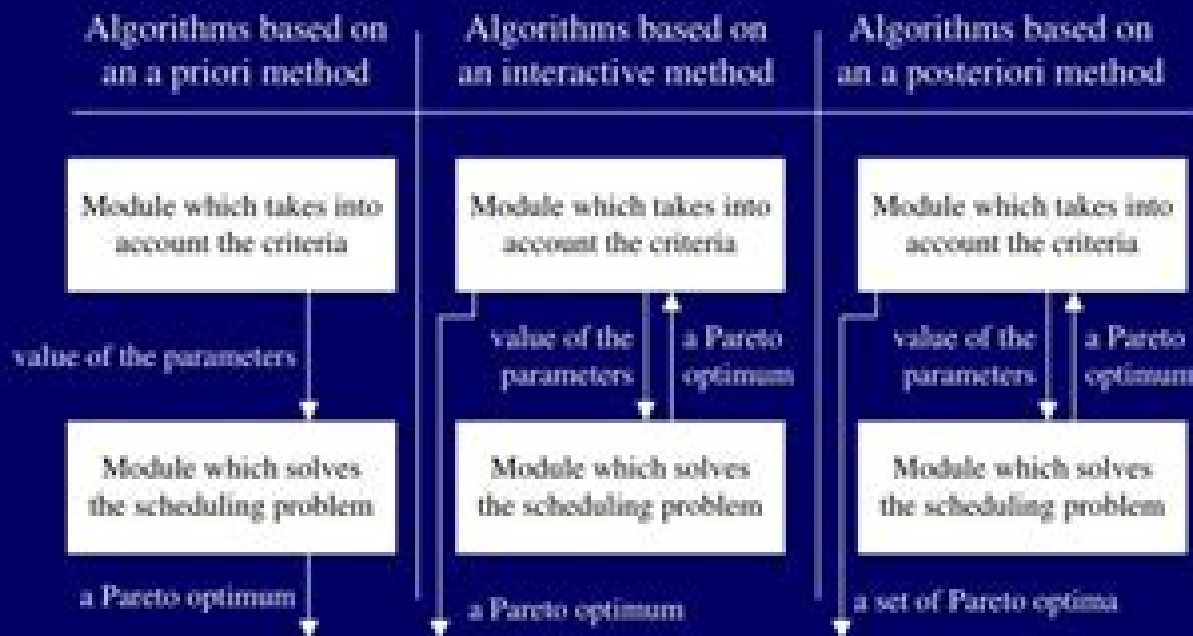 Algorithms based on
an a priori method
Module which takes into
account the criteria
value of the parameters
Module which solves
the scheduling problem
a Pareto optimum
Algorithms based on
an interactive method
Module which takes into
account the criteria
value of the
parameters
a Pareto
optimum
Module which solves
the scheduling problem
a Pareto optimum
Algorithms based on
an a posteriori method
Module which takes into
account the criteria
value of the
parameters
a Pareto
optimum
Module which solves
the scheduling problem
a set of Pareto optima